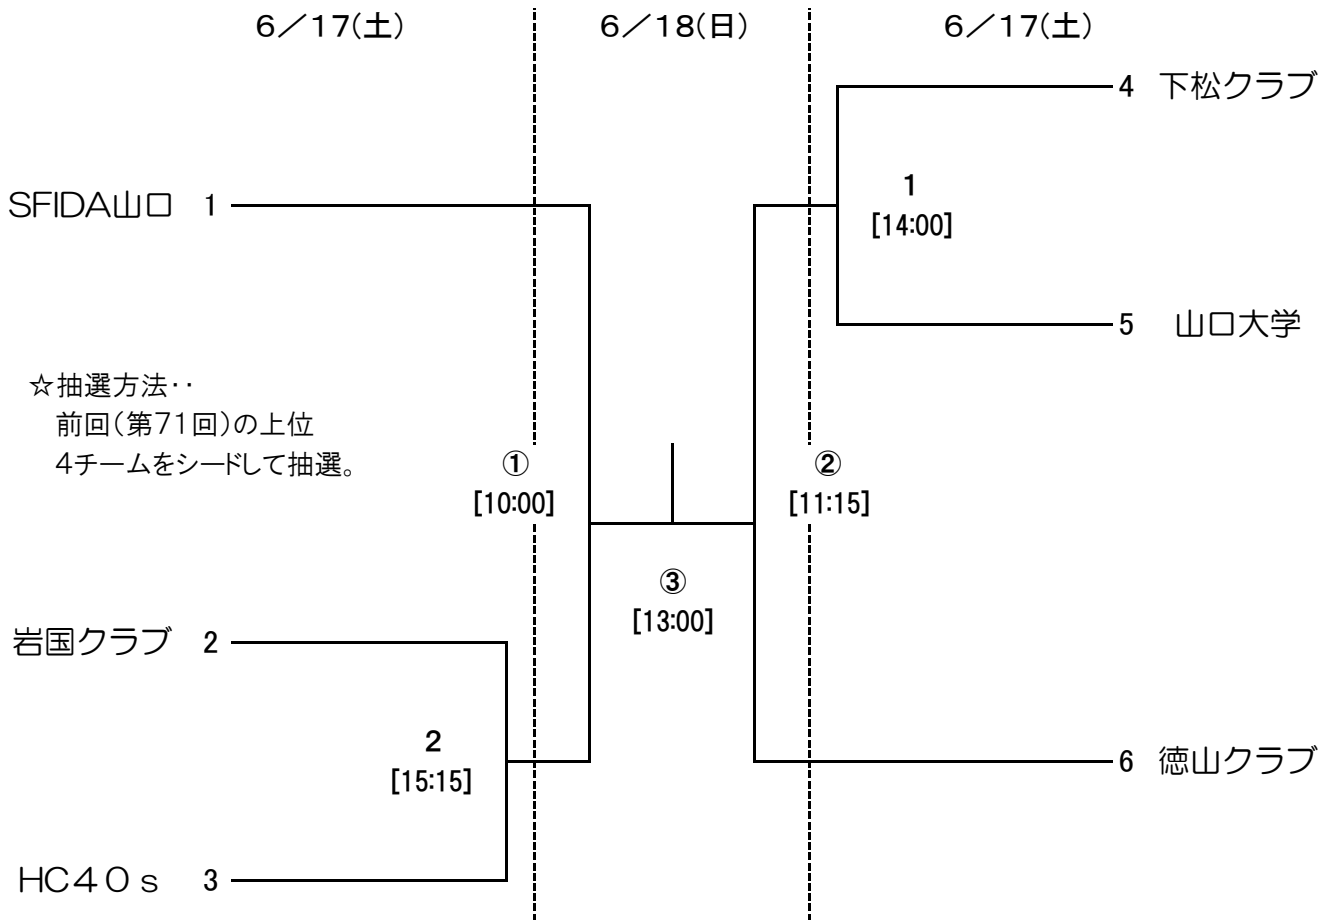 ６／１７(土)
６／１８(日)
６／１７(土)
4 下松クラブ
SFIDA山口 1
1
[14:00]
5 山口大学
☆抽選方法‥
前回（第７１回）の上位
４チームをシードして抽選。
①
[10:00]
②
[11:15]
③
[13:00]
岩国クラブ 2
2
[15:15]
6 徳山クラブ
HC４０ｓ 3